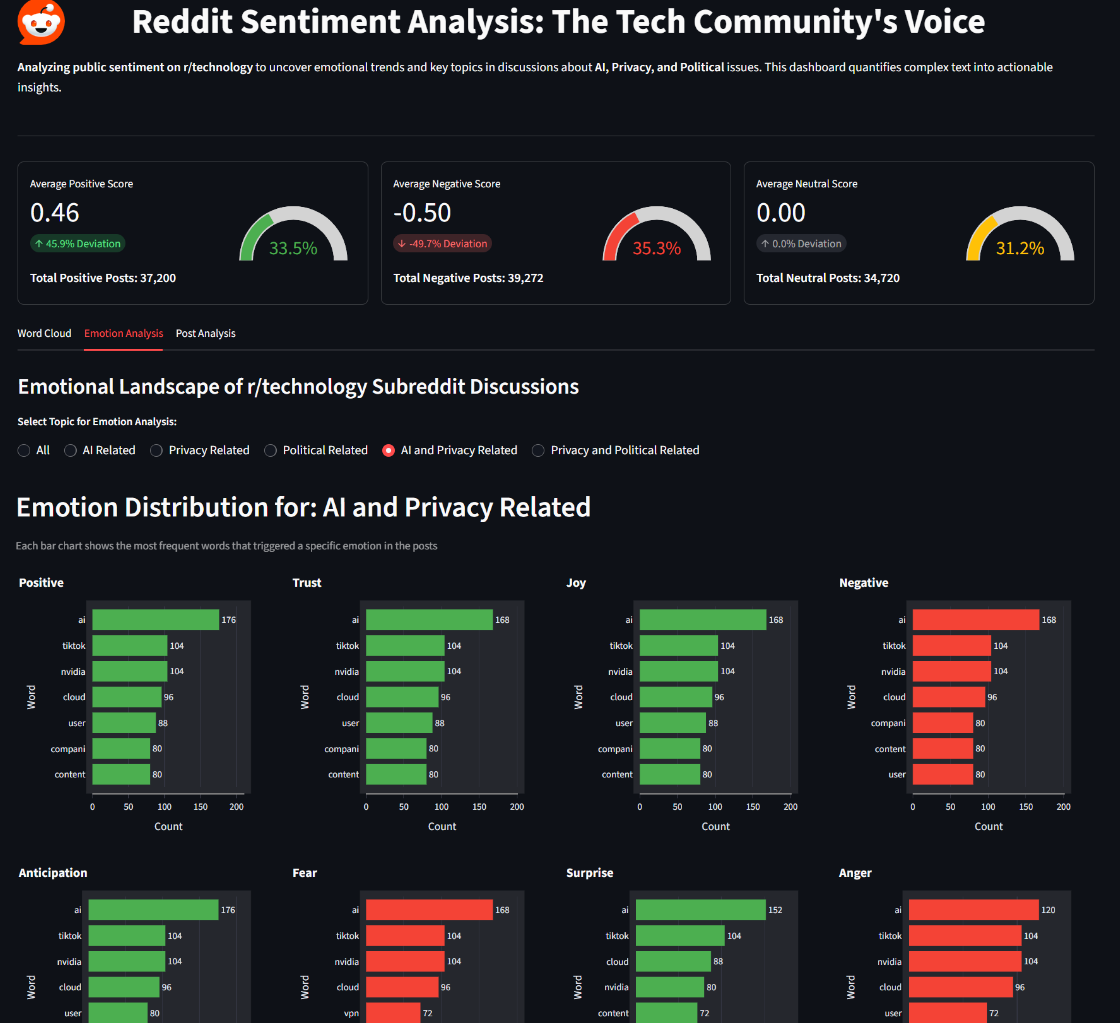 Reddit Sentiment Analysis: The Tech Community's Voice
Analyzing public sentiment on r/technology to uncover emotional trends and key topics in discussions about AI, Privacy, and Political issues. This dashboard quantifies complex text into actionable
insights.
Average Positive Score
0.46
↑ 45.9% Deviation
33.5%
Total Positive Posts: 37,200
Average Negative Score
-0.50
↓ -49.7% Deviation
35.3%
Total Negative Posts: 39,272
Average Neutral Score
0.00
↑ 0.0% Deviation
31.2%
Total Neutral Posts: 34,720
Word Cloud Emotion Analysis Post Analysis
Emotional Landscape of r/technology Subreddit Discussions
Select Topic for Emotion Analysis:
All AI Related Privacy Related Political Related AI and Privacy Related Privacy and Political Related
Emotion Distribution for: AI and Privacy Related
Each bar chart shows the most frequent words that triggered a specific emotion in the posts
Positive
Word
ai 176
tiktok 104
nvidia 104
cloud 96
user 88
compani 80
content 80
0 50 100 150 200
Count
Trust
Word
ai 168
tiktok 104
nvidia 104
cloud 96
user 88
compani 80
content 80
0 50 100 150 200
Count
Joy
Word
ai 168
tiktok 104
nvidia 104
cloud 96
user 88
compani 80
content 80
0 50 100 150 200
Count
Negative
Word
ai 168
tiktok 104
nvidia 104
cloud 96
compani 80
content 80
user 80
0 50 100 150 200
Count
Anticipation
Word
ai 176
tiktok 104
nvidia 104
cloud 96
user 80
Fear
Word
ai 168
tiktok 104
nvidia 104
cloud 96
vpn 72
Surprise
Word
ai 152
tiktok 104
cloud 88
nvidia 80
content 72
Anger
Word
ai 120
tiktok 104
nvidia 104
cloud 96
user 72